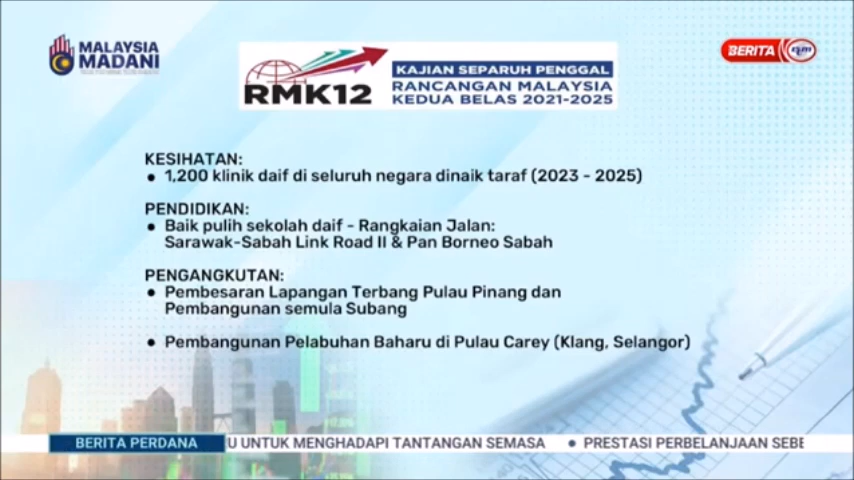 MALAYSIA
MADANI
BERITA rtm
RMK12
KAJIAN SEPARUH PENGGAL
RANCANGAN MALAYSIA
KEDUA BELAS 2021-2025
KESIHATAN:
• 1,200 klinik daif di seluruh negara dinaik taraf (2023 - 2025)
PENDIDIKAN:
• Baik pulih sekolah daif - Rangkaian Jalan:
Sarawak-Sabah Link Road II & Pan Borneo Sabah
PENGANGKUTAN:
• Pembesaran Lapangan Terbang Pulau Pinang dan
Pembangunan semula Subang
• Pembangunan Pelabuhan Baharu di Pulau Carey (Klang, Selangor)
BERITA PERDANA
U UNTUK MENGHADAPI TANTANGAN SEMASA • PRESTASI PERBELANJAAN SEBE